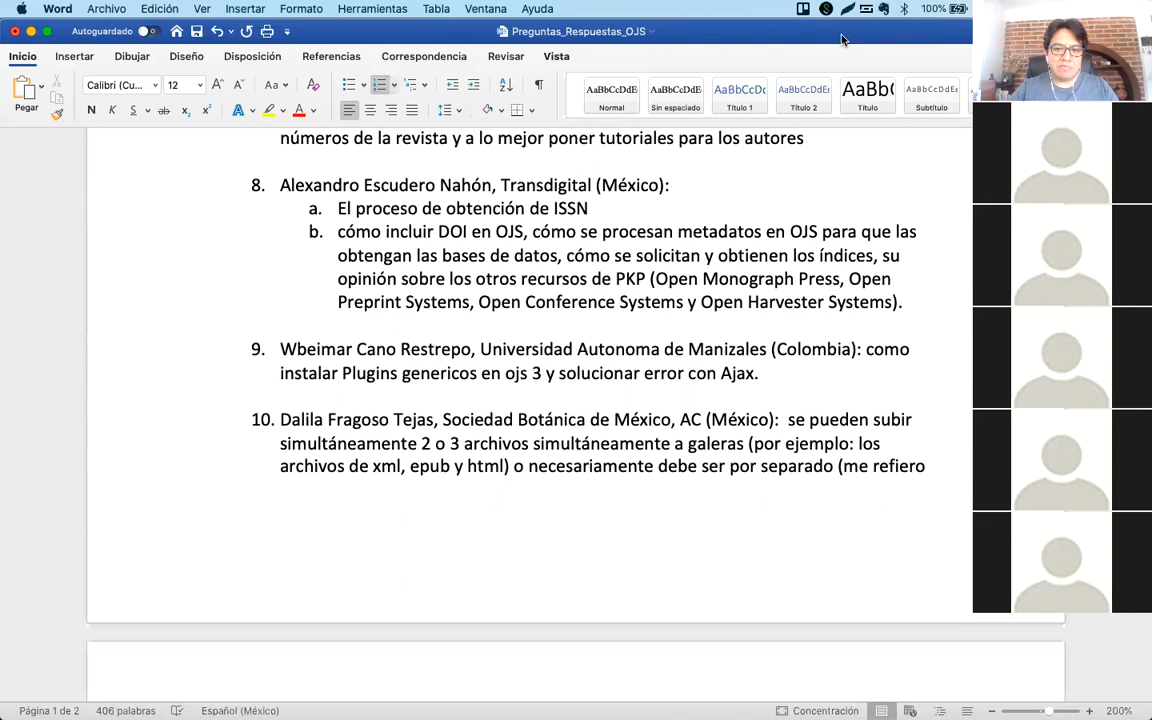 Word Archivo Edición Ver Insertar Formato Herramientas Tabla Ventana Ayuda 100%
Autoguardado Preguntas_Respuestas_OJS
Inicio Insertar Dibujar Diseño Disposición Referencias Correspondencia Revisar Vista
Pegar Calibri (Cu... 12 A A Aa A
N K S ab x₂ x² A A
AaBbCcDdE AaBbCcDdE AaBbCcDc AaBbCcDdE AaBb( AaBbCcDdE
Normal Sin espaciado Título 1 Título 2 Título Subtítulo
números de la revista y a lo mejor poner tutoriales para los autores
8. Alexandro Escudero Nahón, Transdigital (México):
a. El proceso de obtención de ISSN
b. cómo incluir DOI en OJS, cómo se procesan metadatos en OJS para que las
obtengan las bases de datos, cómo se solicitan y obtienen los índices, su
opinión sobre los otros recursos de PKP (Open Monograph Press, Open
Preprint Systems, Open Conference Systems y Open Harvester Systems).
9. Wbeimar Cano Restrepo, Universidad Autonoma de Manizales (Colombia): como
instalar Plugins genericos en ojs 3 y solucionar error con Ajax.
10. Dalila Fragoso Tejas, Sociedad Botánica de México, AC (México): se pueden subir
simultáneamente 2 o 3 archivos simultáneamente a galeras (por ejemplo: los
archivos de xml, epub y html) o necesariamente debe ser por separado (me refiero
Página 1 de 2 406 palabras Español (México) Concentración 200%